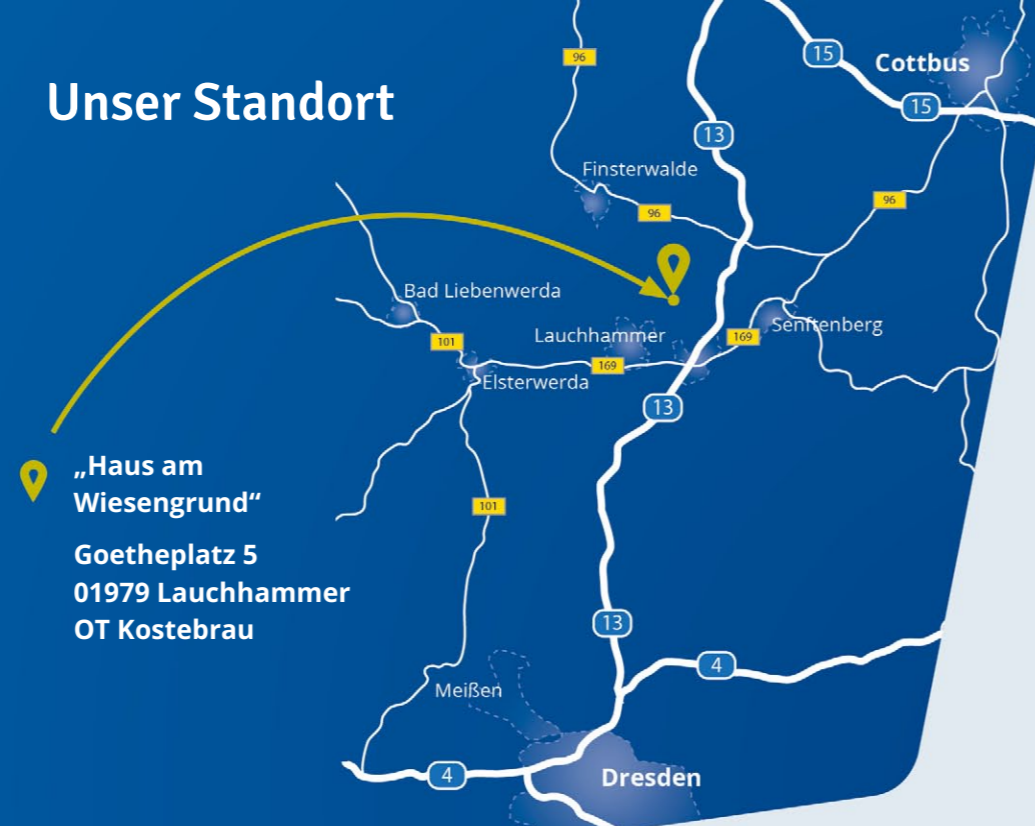 Unser Standort
96
15
Cottbus
15
13
Finsterwalde
96
96
Bad Liebenwerda
Lauchhammer
Senftenberg
101
169
169
Elsterwerda
13
„Haus am
Wiesengrund“
Goetheplatz 5
01979 Lauchhammer
OT Kostebrau
101
13
4
Meißen
4
Dresden